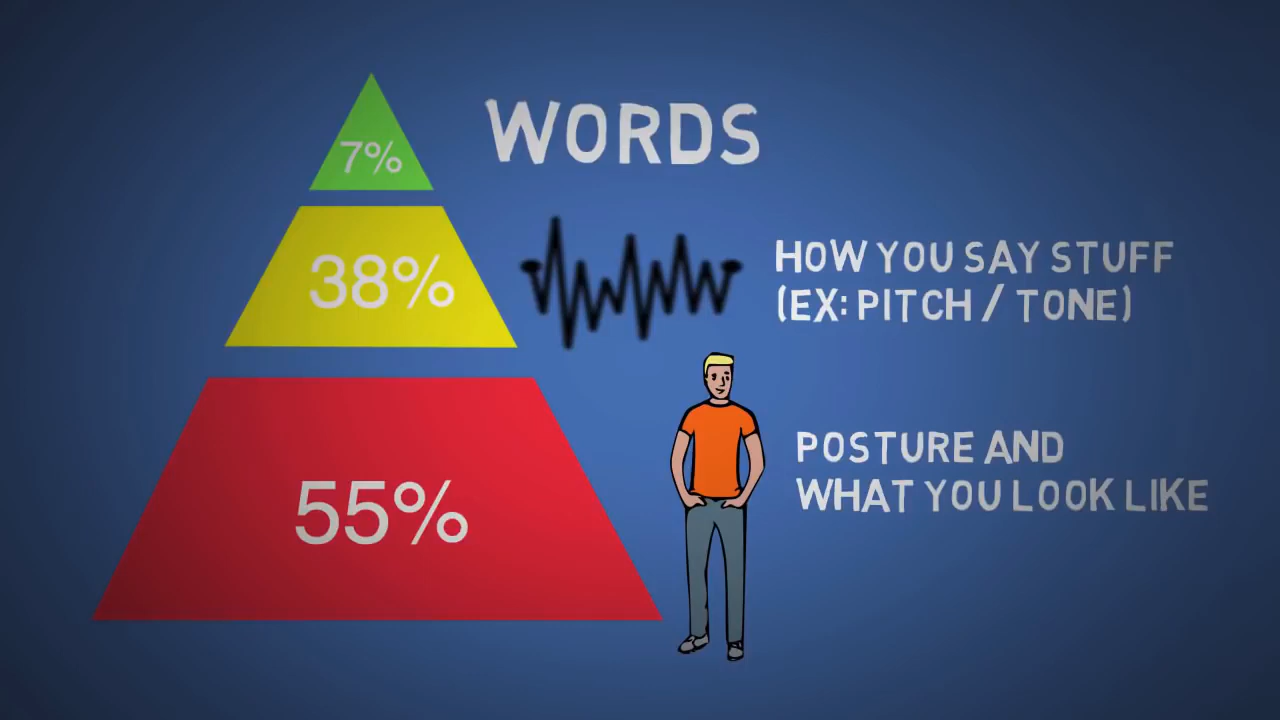 7%
WORDS
38%
HOW YOU SAY STUFF
(EX: PITCH / TONE)
55%
POSTURE AND
WHAT YOU LOOK LIKE